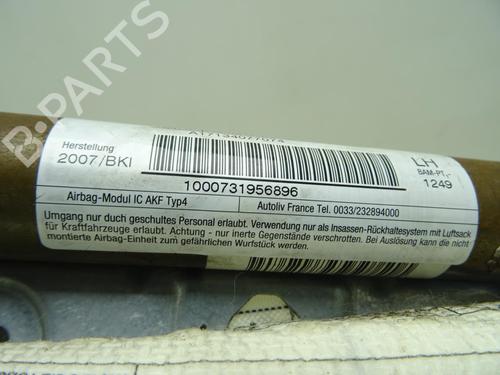 B-PARTS
Herstellung
2007/BKI
LH
BAM-PT.
1249
1000731956896
Airbag-Modul IC AKF Typ4
Autoliv France Tel. 0033/232894000
Umgang nur duch geschultes Personal erlaubt. Verwendung nur als Insassen-Rückhaltesystem mit Luftsack
für Kraftfahrzeuge erlaubt. Achtung - nur inerte Gegenstände verschrotten. Bei Auslösung kann die nicht
montierte Airbag-Einheit zum gefährlichen Wurfstück werden.